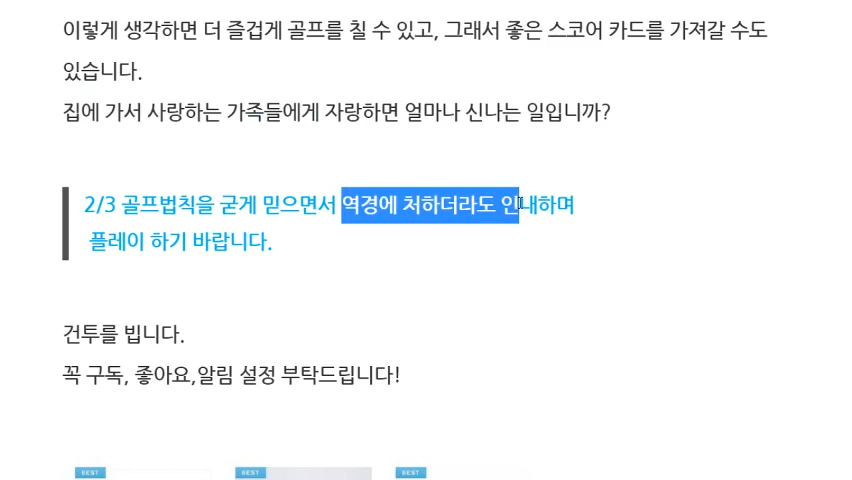 이렇게 생각하면 더 즐겁게 골프를 칠 수 있고, 그래서 좋은 스코어 카드를 가져갈 수도
있습니다.
집에 가서 사랑하는 가족들에게 자랑하면 얼마나 신나는 일입니까?
2/3 골프법칙을 굳게 믿으면서 역경에 처하더라도 인내하며
플레이 하기 바랍니다.
건투를 빕니다.
꼭 구독, 좋아요,알림 설정 부탁드립니다!
BEST BEST BEST